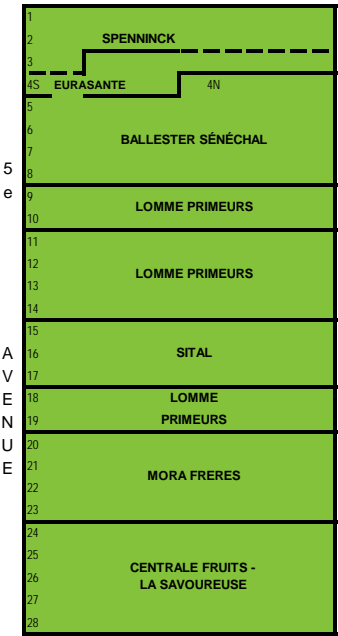 1
2 SPENNINCK
3
4S EURASANTE 4N
5
6
BALLESTER SÉNÉCHAL
7
8
9
LOMME PRIMEURS
10
11
12
LOMME PRIMEURS
13
14
15
16 SITAL
17
18 LOMME
19 PRIMEURS
20
21
MORA FRERES
22
23
24
25
CENTRALE FRUITS -
26
LA SAVOUREUSE
27
28
5
e
A
V
E
N
U
E